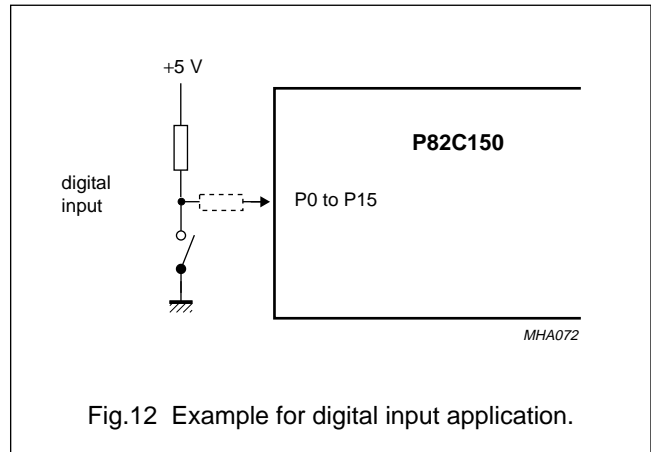 +5 V
P82C150
digital
input
P0 to P15
MHA072
Fig.12 Example for digital input application.